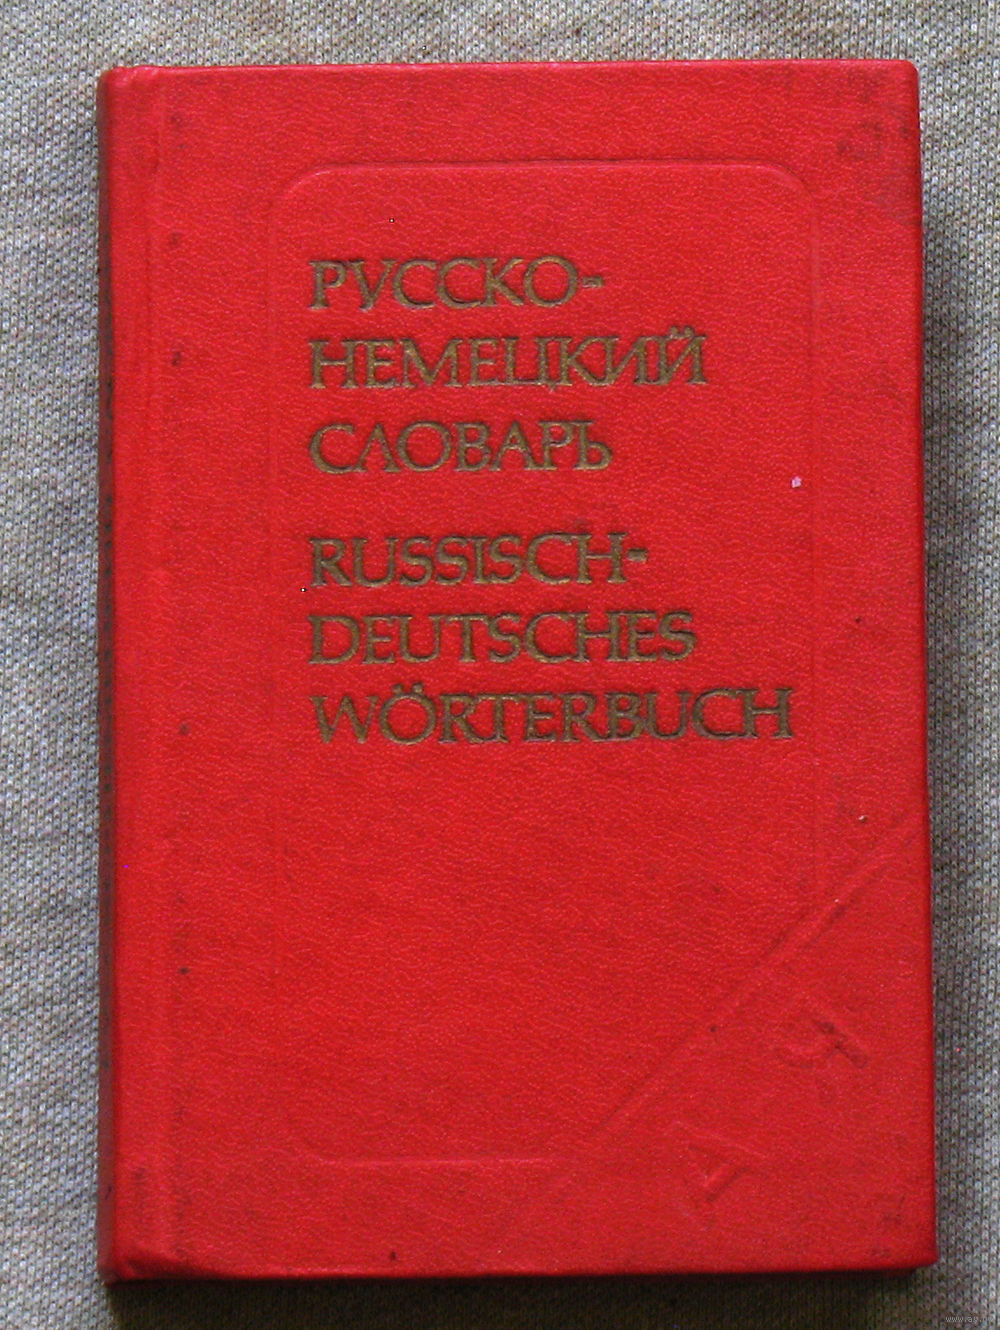 РУССКО-
НЕМЕЦКИЙ
СЛОВАРЬ
RUSSISCH-
DEUTSCHES
WÖRTERBUCH
А Я